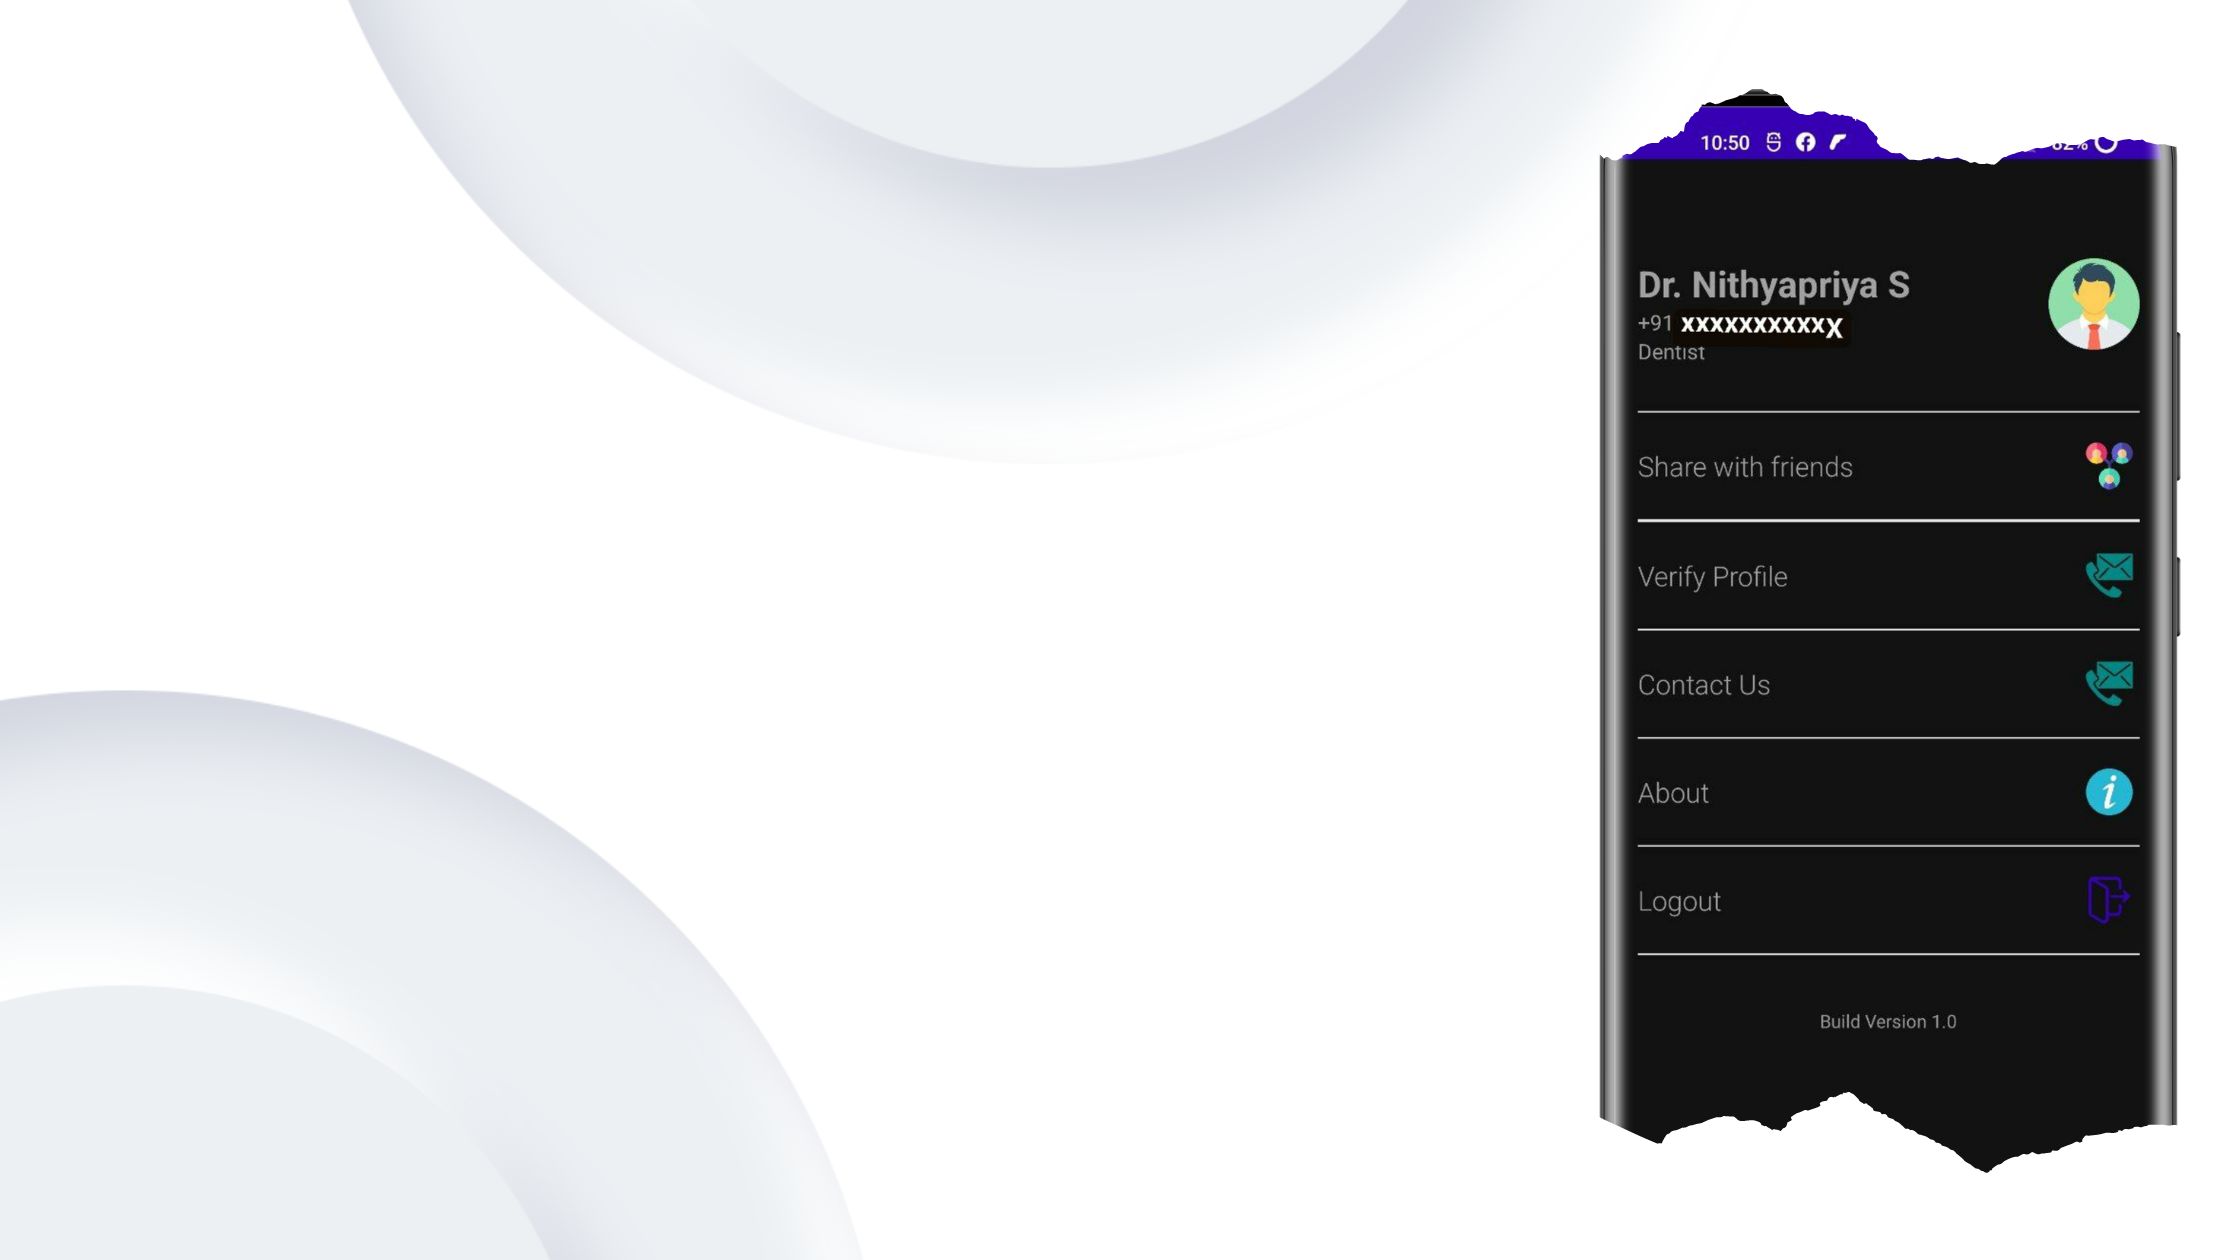 10:50
Dr. Nithyapriya S
+91 xxxxxxxxxxX
Dentist
Share with friends
Verify Profile
Contact Us
About
Logout
Build Version 1.0